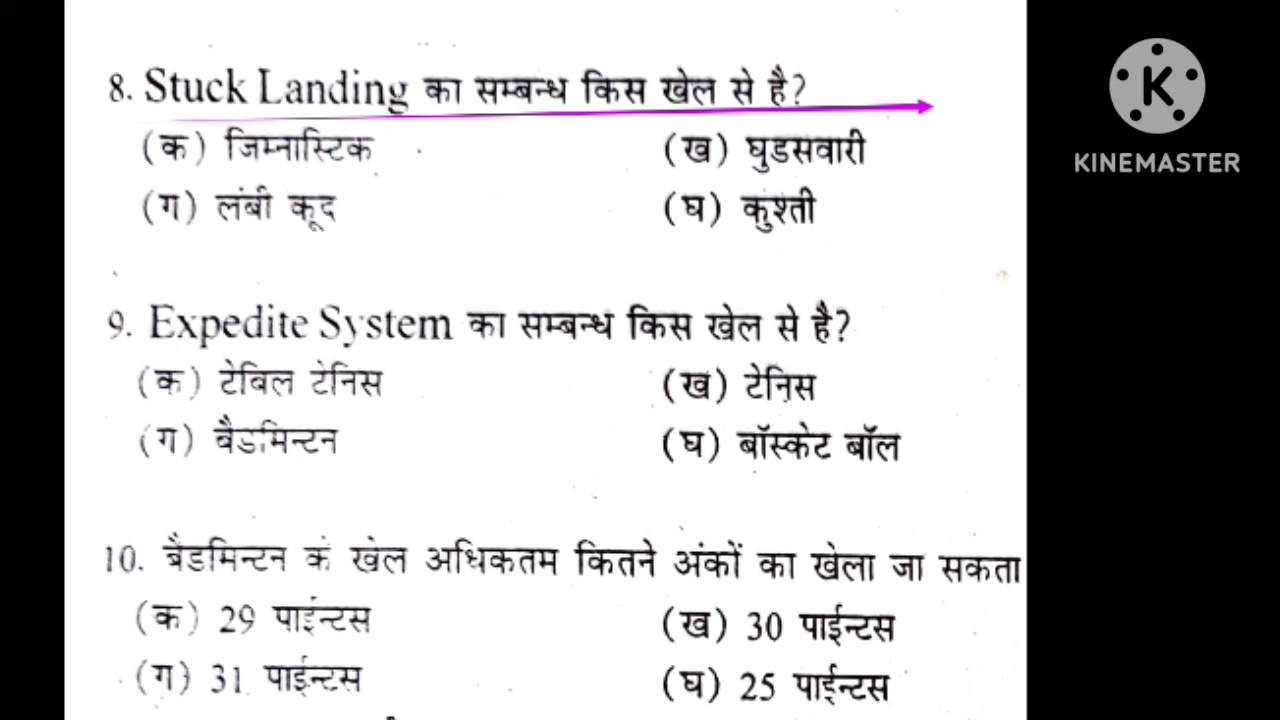 8. Stuck Landing का सम्बन्ध किस खेल से है?
(क) जिम्नास्टिक (ख) घुडसवारी
(ग) लंबी कूद (घ) कुश्ती
9. Expedite System का सम्बन्ध किस खेल से है?
(क) टेबिल टेनिस (ख) टेनिस
(ग) बैडमिन्टन (घ) बॉस्केट बॉल
10. बैडमिन्टन के खेल अधिकतम कितने अंकों का खेला जा सकता
(क) 29 पाईन्टस (ख) 30 पाईन्टस
(ग) 31 पाईन्टस (घ) 25 पाईन्टस
K
KINEMASTER